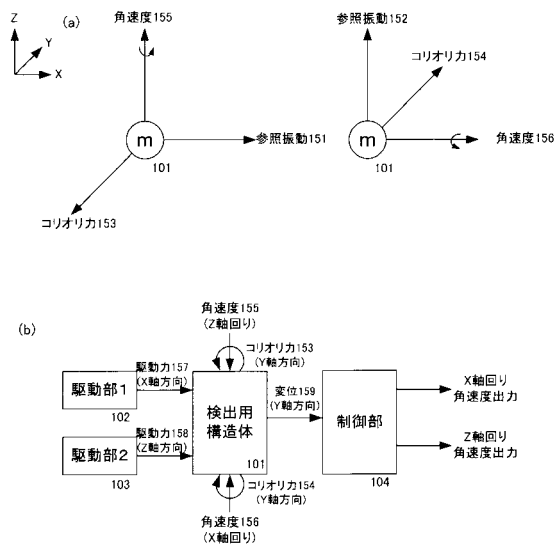 (a)
Z
Y
X
角速度155
m
参照振動151
101
コリオリカ153
参照振動152
コリオリカ154
m
角速度156
101
(b)
角速度155
(Z軸回り)
コリオリカ153
(Y軸方向)
駆動部1
102
駆動力157
(X軸方向)
駆動部2
103
駆動力158
(Z軸方向)
検出用
構造体
101
変位159
(Y軸方向)
制御部
104
X軸回り
角速度出力
Z軸回り
角速度出力
コリオリカ154
(Y軸方向)
角速度156
(X軸回り)